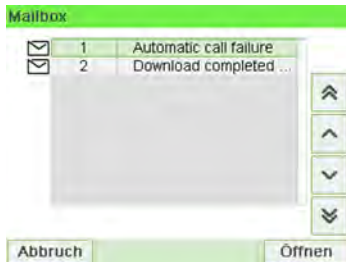 Mailbox
1 Automatic call failure
2 Download completed ...
Abbruch Öffnen